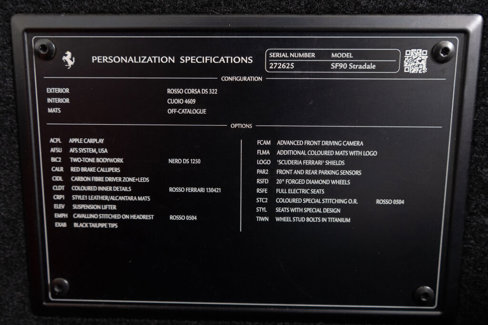 PERSONALIZATION SPECIFICATIONS
SERIAL NUMBER MODEL
272625 SF90 Stradale
CONFIGURATION
EXTERIOR ROSSO CORSA DS 322
INTERIOR CUOIO 4609
MATS OFF-CATALOGUE
OPTIONS
ACPL APPLE CARPLAY
AFSU AFS SYSTEM, USA
BIC2 TWO-TONE BODYWORK NERO DS 1250
CALR RED BRAKE CALLIPERS
CJDL CARBON FIBRE DRIVER ZONE+LEDS
CLDT COLOURED INNER DETAILS ROSSO FERRARI 130421
CRP1 STYLE1 LEATHER/ALCANTARA MATS
ELEV SUSPENSION LIFTER
EMPH CAVALLINO STITCHED ON HEADREST ROSSO 0504
EXAB BLACK TAILPIPE TIPS
FCAM ADVANCED FRONT DRIVING CAMERA
FLMA ADDITIONAL COLOURED MATS WITH LOGO
LOGO 'SCUDERIA FERRARI' SHIELDS
PAR2 FRONT AND REAR PARKING SENSORS
RSFD 20" FORGED DIAMOND WHEELS
RSFE FULL ELECTRIC SEATS
STC2 COLOURED SPECIAL STITCHING O.R. ROSSO 0504
STYL SEATS WITH SPECIAL DESIGN
TIWN WHEEL STUD BOLTS IN TITANIUM